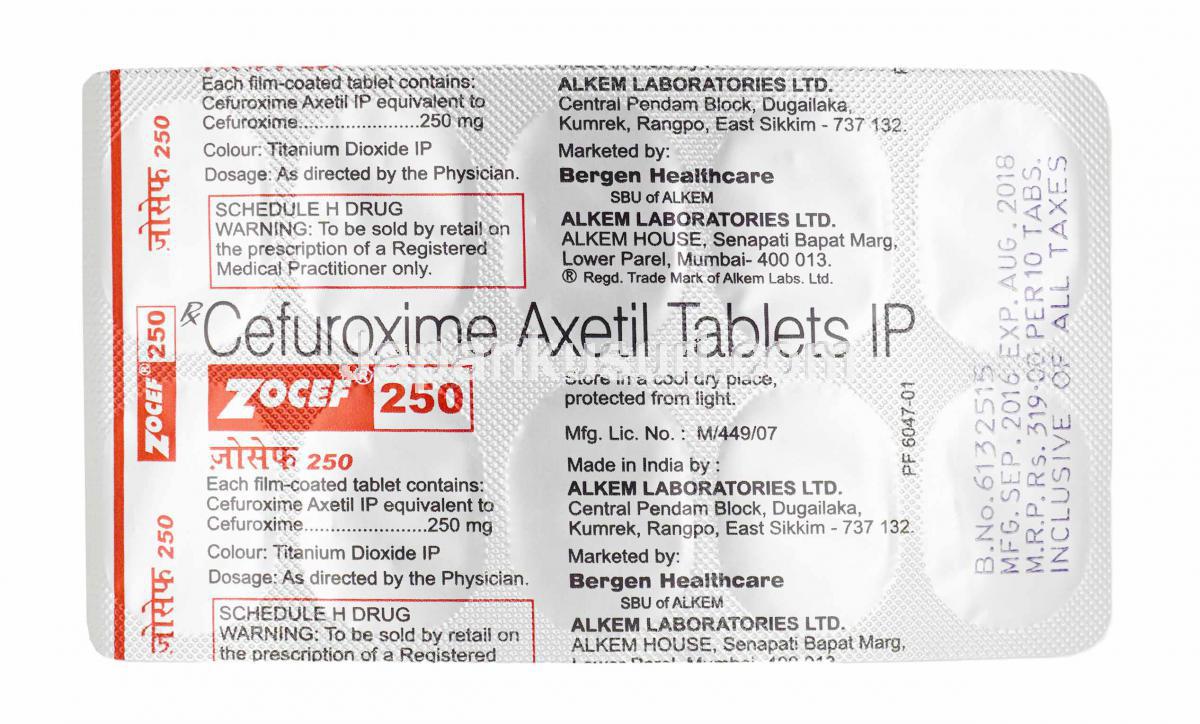 ज़ोसेफ 250
ZOCEF® 250
ज़ोसेफ 250
Each film-coated tablet contains:
Cefuroxime Axetil IP equivalent to
Cefuroxime......................250 mg
Colour: Titanium Dioxide IP
Dosage: As directed by the Physician.
SCHEDULE H DRUG
WARNING: To be sold by retail on
the prescription of a Registered
Medical Practitioner only.
ALKEM LABORATORIES LTD.
Central Pendam Block, Dugailaka,
Kumrek, Rangpo, East Sikkim - 737 132.
Marketed by:
Bergen Healthcare
SBU of ALKEM
ALKEM LABORATORIES LTD.
ALKEM HOUSE, Senapati Bapat Marg,
Lower Parel, Mumbai- 400 013.
® Regd. Trade Mark of Alkem Labs. Ltd.
Rx Cefuroxime Axetil Tablets IP
ZOCEF® 250
ज़ोसेफ 250
Each film-coated tablet contains:
Cefuroxime Axetil IP equivalent to
Cefuroxime.......................250 mg
Colour: Titanium Dioxide IP
Dosage: As directed by the Physician.
SCHEDULE H DRUG
WARNING: To be sold by retail on
the prescription of a Registered
Store in a cool dry place,
protected from light.
Mfg. Lic. No. : M/449/07
Made in India by :
ALKEM LABORATORIES LTD.
Central Pendam Block, Dugailaka,
Kumrek, Rangpo, East Sikkim - 737 132.
Marketed by:
Bergen Healthcare
SBU of ALKEM
ALKEM LABORATORIES LTD.
ALKEM HOUSE, Senapati Bapat Marg,
Lower Parel, Mumbai- 400 013
PF6047-01
B.No.6132515
MFG.SEP.2016 EXP.AUG.2018
M.R.P.Rs.319.00 PER 10 TABS.
INCLUSIVE OF ALL TAXES